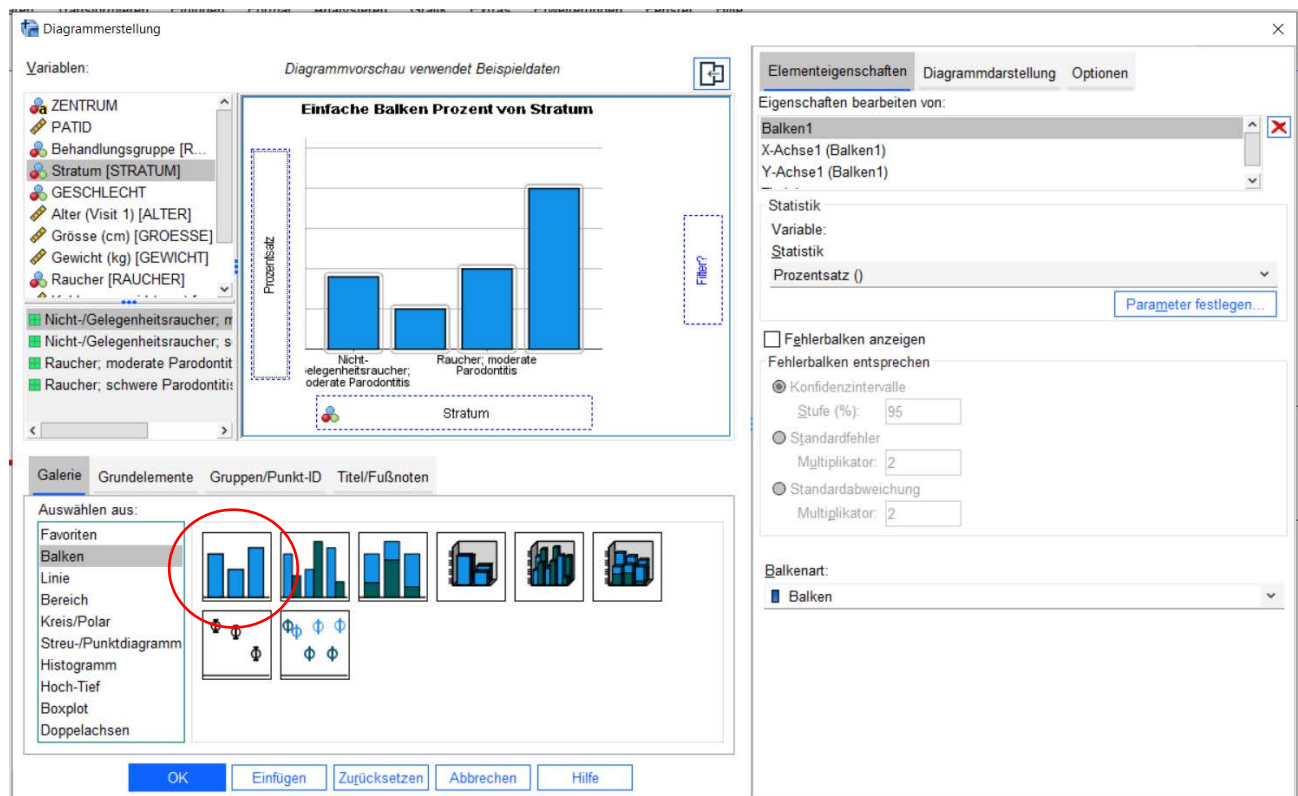 Diagrammerstellung
Variablen:
Diagrammvorschau verwendet Beispieldaten
ZENTRUM
PATID
Behandlungsgruppe [R...
Stratum [STRATUM]
GESCHLECHT
Alter (Visit 1) [ALTER]
Grösse (cm) [GROESSE]
Gewicht (kg) [GEWICHT]
Raucher [RAUCHER]
Nicht-/Gelegenheitsraucher; m
Nicht-/Gelegenheitsraucher; s
Raucher; moderate Parodontit
Raucher; schwere Parodontitis
Einfache Balken Prozent von Stratum
Prozentsatz
Filter?
Nicht-
elegenheitsraucher;
oderate Parodontitis
Raucher; moderate
Parodontitis
Stratum
Galerie
Grundelemente
Gruppen/Punkt-ID
Titel/Fußnoten
Auswählen aus:
Favoriten
Balken
Linie
Bereich
Kreis/Polar
Streu-/Punktdiagramm
Histogramm
Hoch-Tief
Boxplot
Doppelachsen
OK
Einfügen
Zurücksetzen
Abbrechen
Hilfe
Elementeigenschaften
Diagrammdarstellung
Optionen
Eigenschaften bearbeiten von:
Balken1
X-Achse1 (Balken1)
Y-Achse1 (Balken1)
Statistik
Variable:
Statistik
Prozentsatz ()
Parameter festlegen...
Fehlerbalken anzeigen
Fehlerbalken entsprechen
Konfidenzintervalle
Stufe (%): 95
Standardfehler
Multiplikator: 2
Standardabweichung
Multiplikator: 2
Balkenart:
Balken